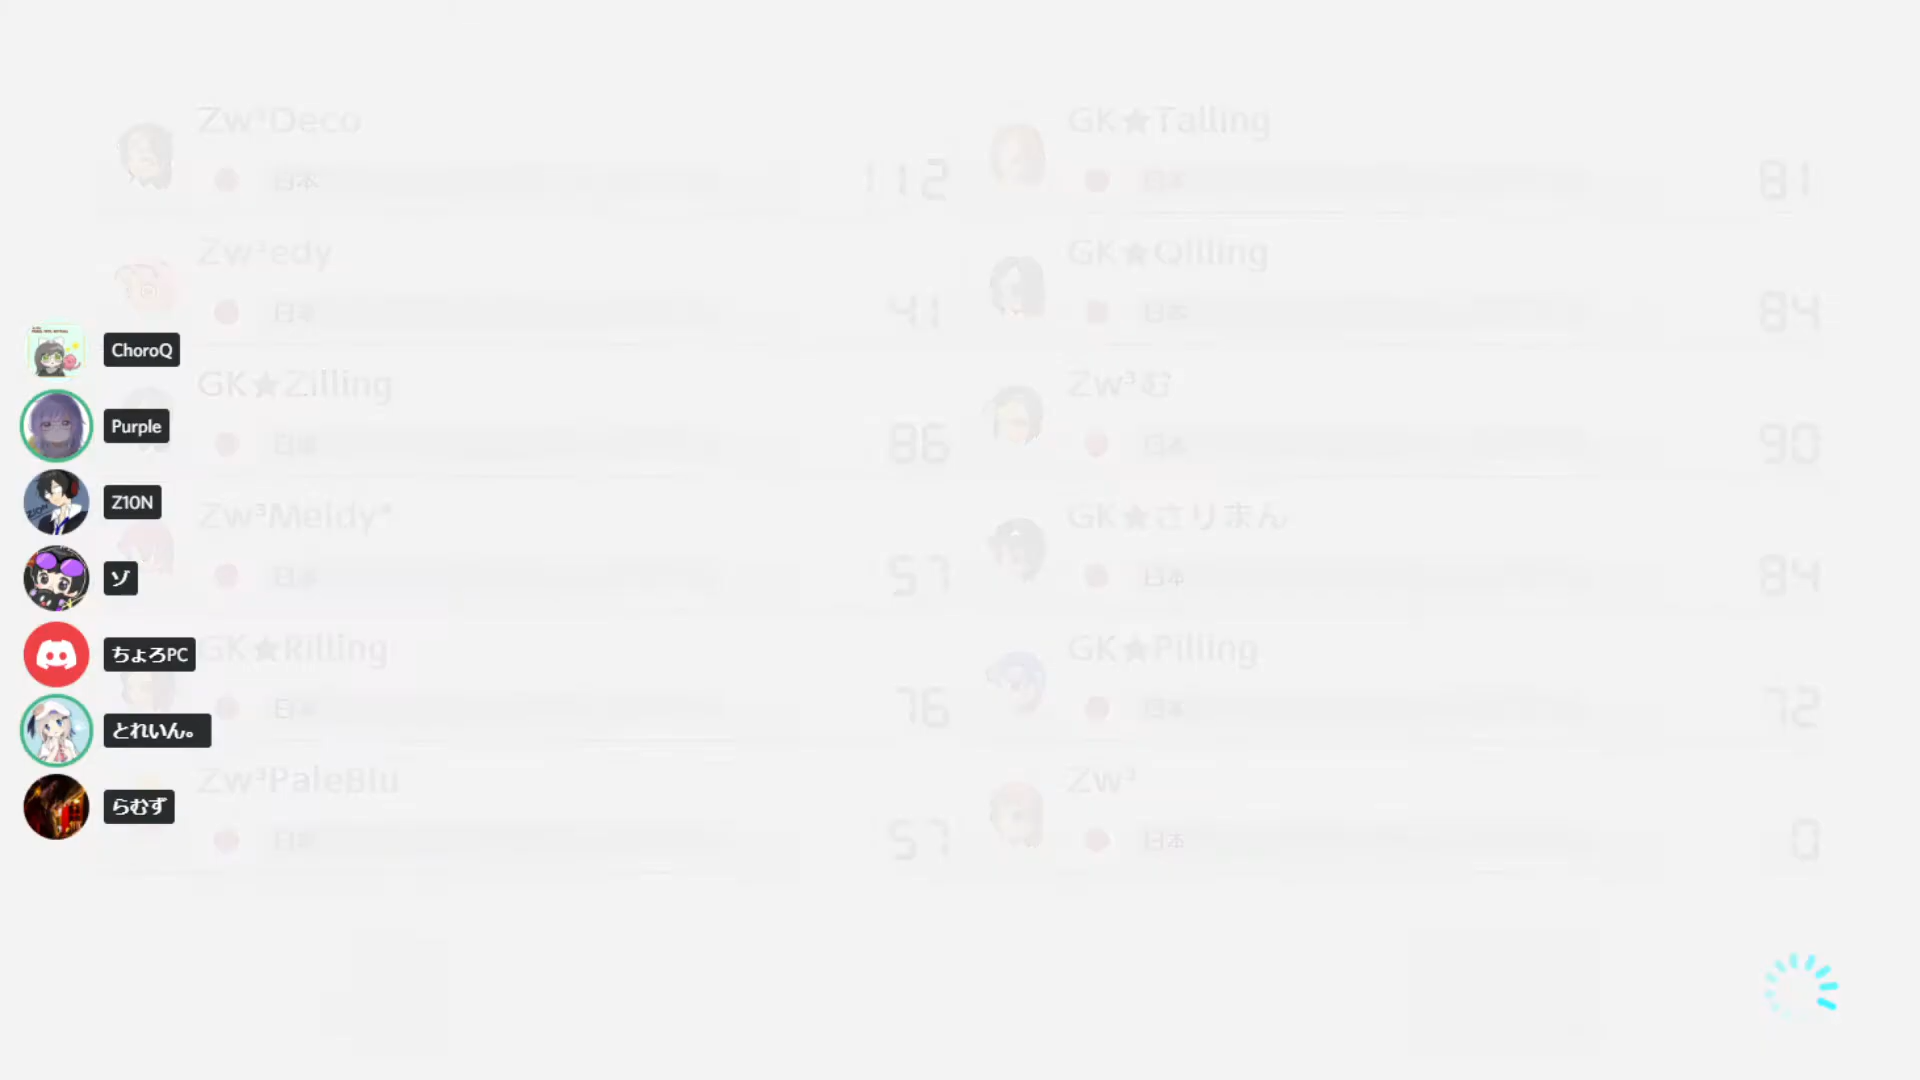 Zw³Deco
日本
112
GK★Talling
日本
81
Zw³edy
日本
41
GK★Qilling
日本
84
GK★Zilling
日本
86
Zw³む
日本
90
Zw³Meldy*
日本
57
GK★さりまん
日本
84
GK★Rilling
日本
76
GK★Pilling
日本
72
Zw³PaleBlu
日本
57
Zw³
日本
0
ChoroQ
Purple
Z10N
ゾ
ちょろPC
とれいん。
らむず